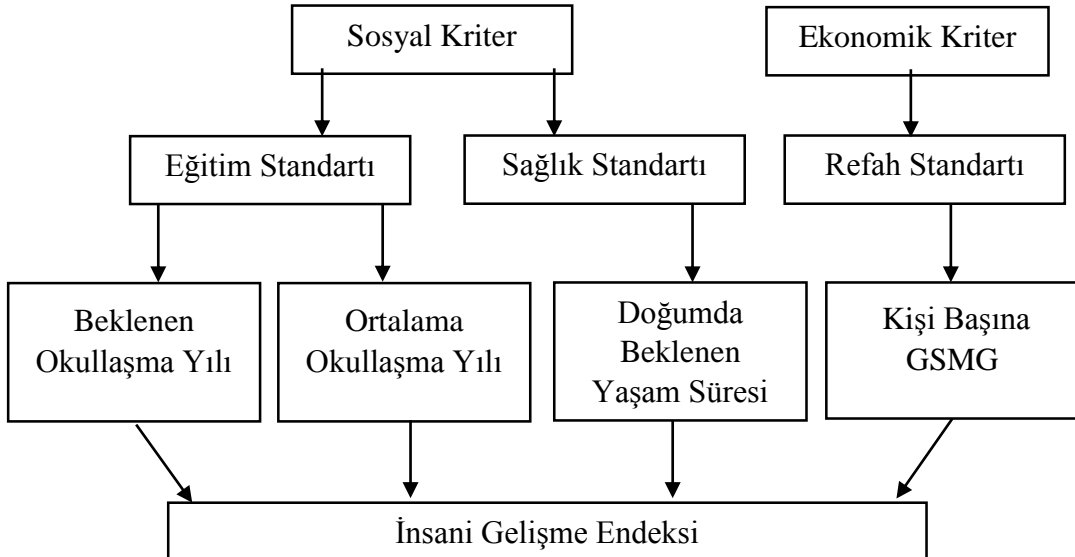 Sosyal Kriter
Ekonomik Kriter
Eğitim Standartı
Sağlık Standartı
Refah Standartı
Beklenen
Okullaşma Yılı
Ortalama
Okullaşma Yılı
Doğumda
Beklenen
Yaşam Süresi
Kişi Başına
GSMG
İnsani Gelişme Endeksi